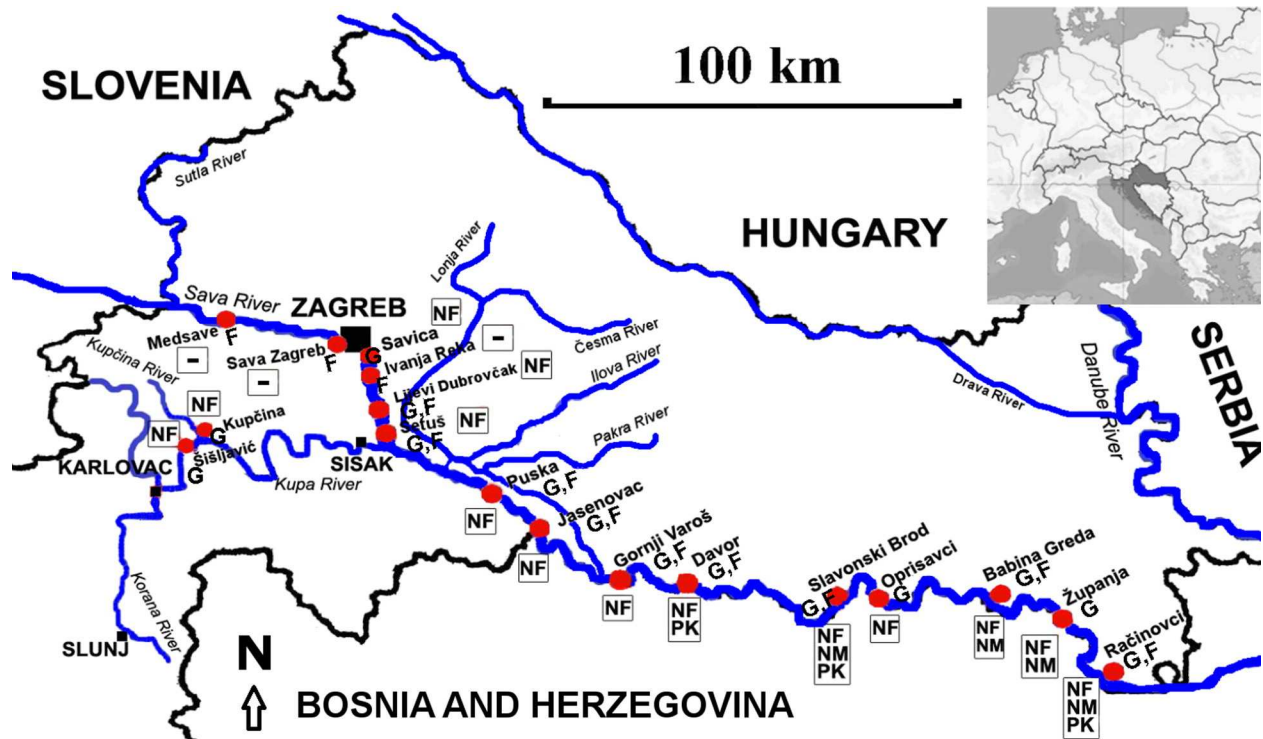 SLOVENIA
100 km
Sutla River
HUNGARY
Lonja River
Sava River
ZAGREB
NF
Medsave
F
Savica
G
-
Česma River
SERBIA
Danube River
Sava Zagreb
F
Ivanja Reka
F
-
-
Kupčina River
Lijevi Dubrovčak
G,F
NF
Ilova River
Drava River
NF
Kupčina
G
Setuš
G,F
NF
Pakra River
NF
Šišljavić
G
KARLOVAC
SISAK
Kupa River
Puska
G,F
NF
Jasenovac
G,F
NF
Gornji Varoš
G,F
NF
Davor
G,F
NF
PK
Slavonski Brod
G,F
NF
NM
PK
Oprisavci
G
NF
Babina Greda
G,F
NF
NM
Županja
G
NF
NM
Račinovci
G,F
NF
NM
PK
Korana River
SLUNJ
N
BOSNIA AND HERZEGOVINA